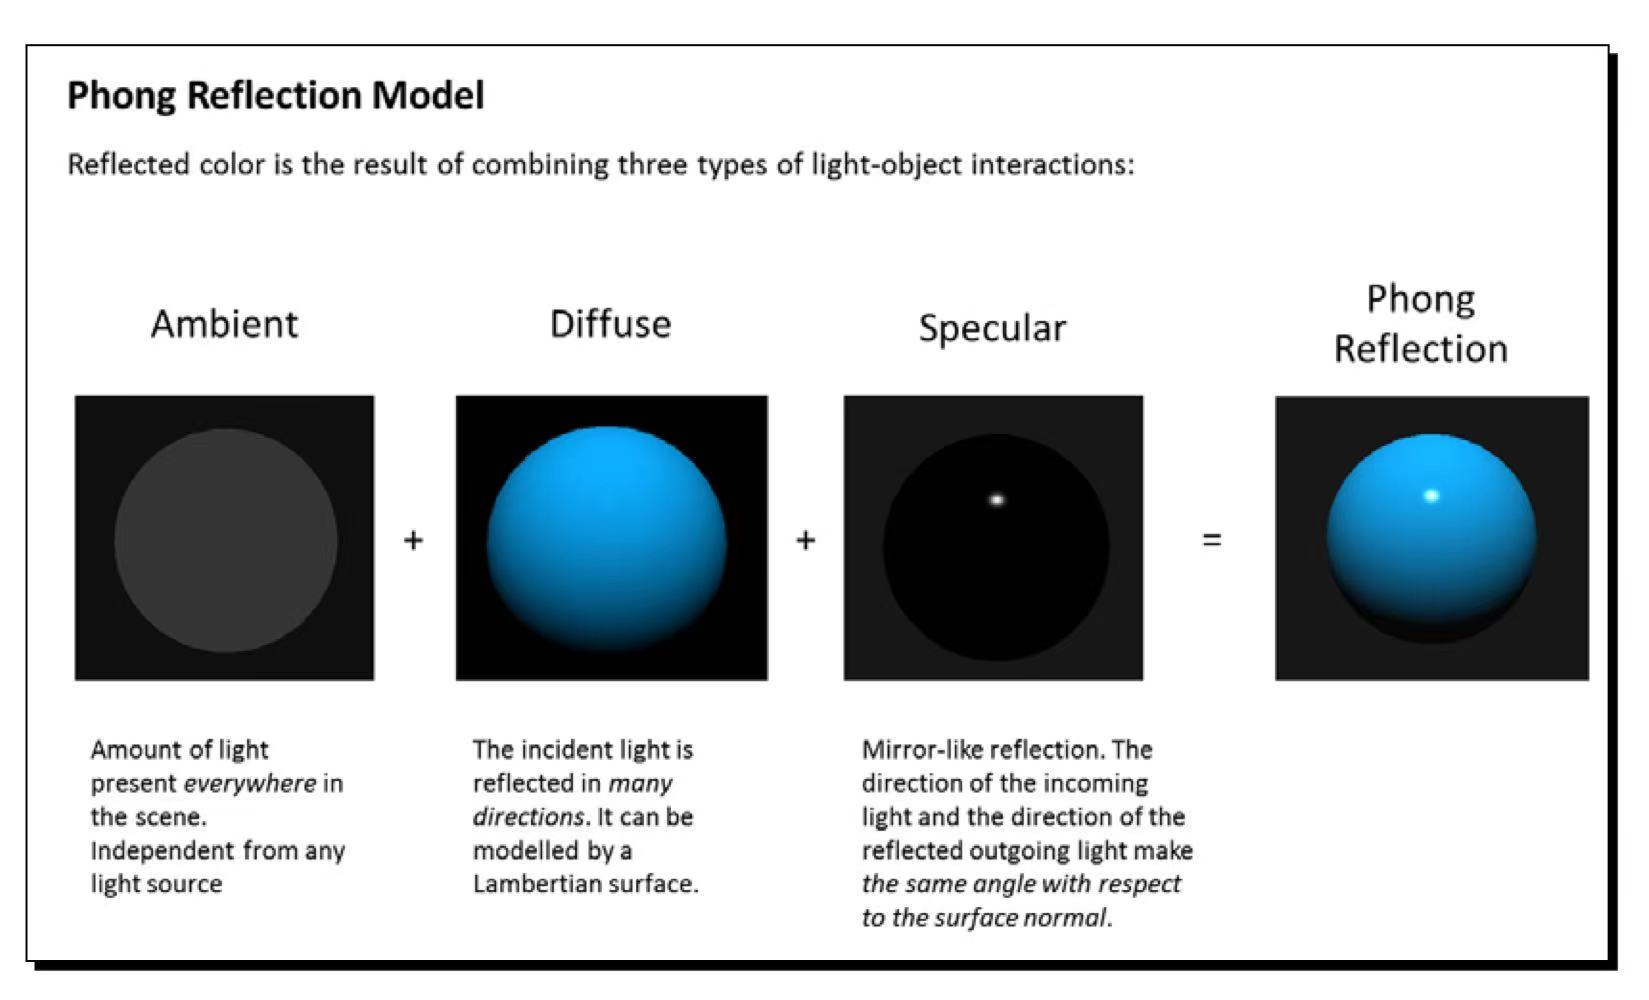 Phong Reflection Model
Reflected color is the result of combining three types of light-object interactions:
Ambient
Diffuse
Specular
Phong
Reflection
+
+
=
Amount of light
present everywhere in
the scene.
Independent from any
light source
The incident light is
reflected in many
directions. It can be
modelled by a
Lambertian surface.
Mirror-like reflection. The
direction of the incoming
light and the direction of the
reflected outgoing light make
the same angle with respect
to the surface normal.